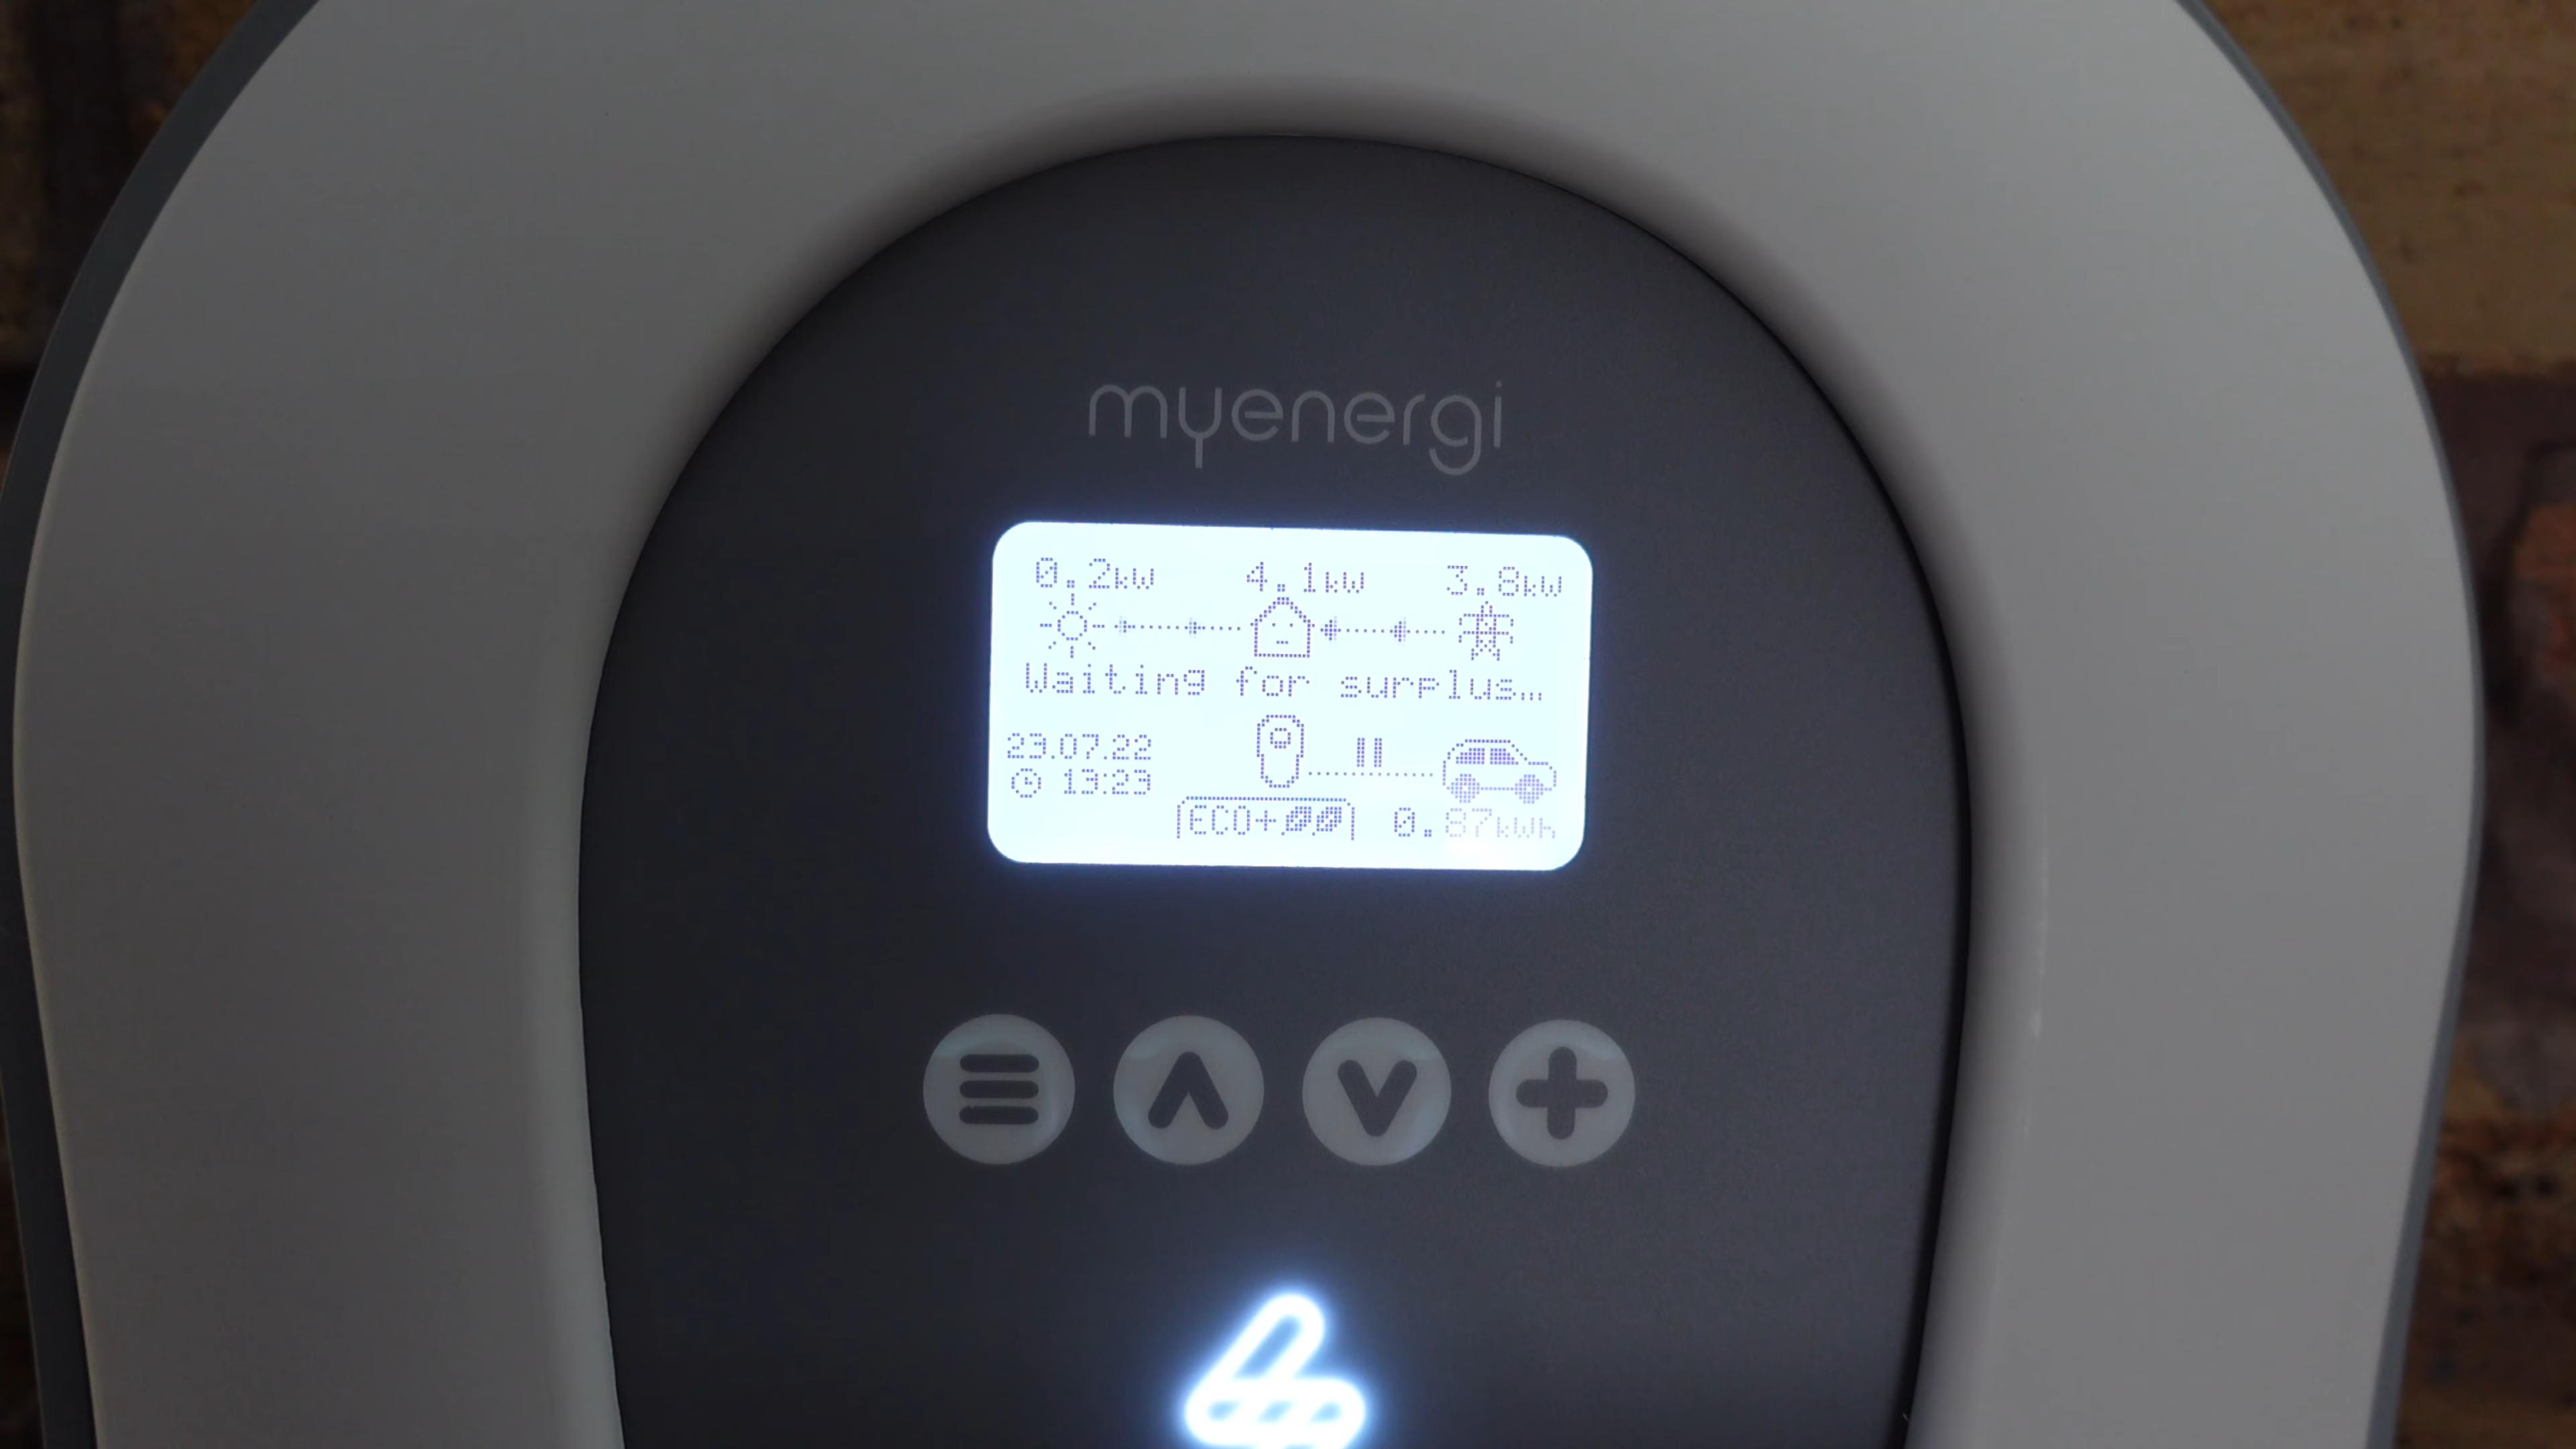 myenergi
0.2kW 4.1kW 3.8kW
Waiting for surplus...
23.07.22
13:23
ECO+ 0.87kWh